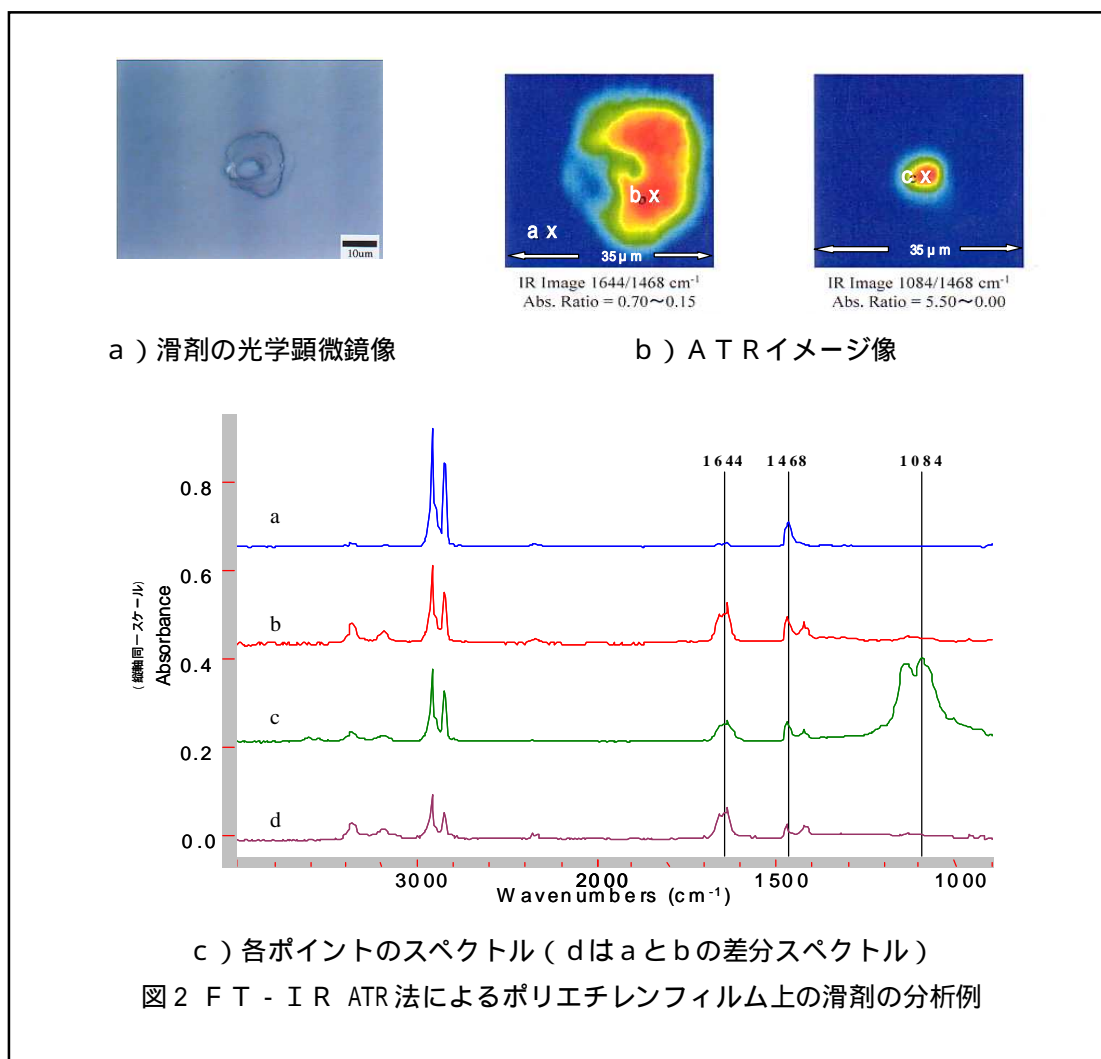 10um
a x
b x
35μm
IR Image 1644/1468 cm⁻¹
Abs. Ratio = 0.70～0.15
c x
35μm
IR Image 1084/1468 cm⁻¹
Abs. Ratio = 5.50～0.00
a）滑剤の光学顕微鏡像
b）ATRイメージ像
1644 1468 1084
0.8
0.6
0.4
0.2
0.0
(縦軸同一スケール)
Absorbance
a
b
c
d
3000 2000 1500 1000
Wavenumbers (cm⁻¹)
c）各ポイントのスペクトル（dはaとbの差分スペクトル）
図2 FT-IR ATR法によるポリエチレンフィルム上の滑剤の分析例